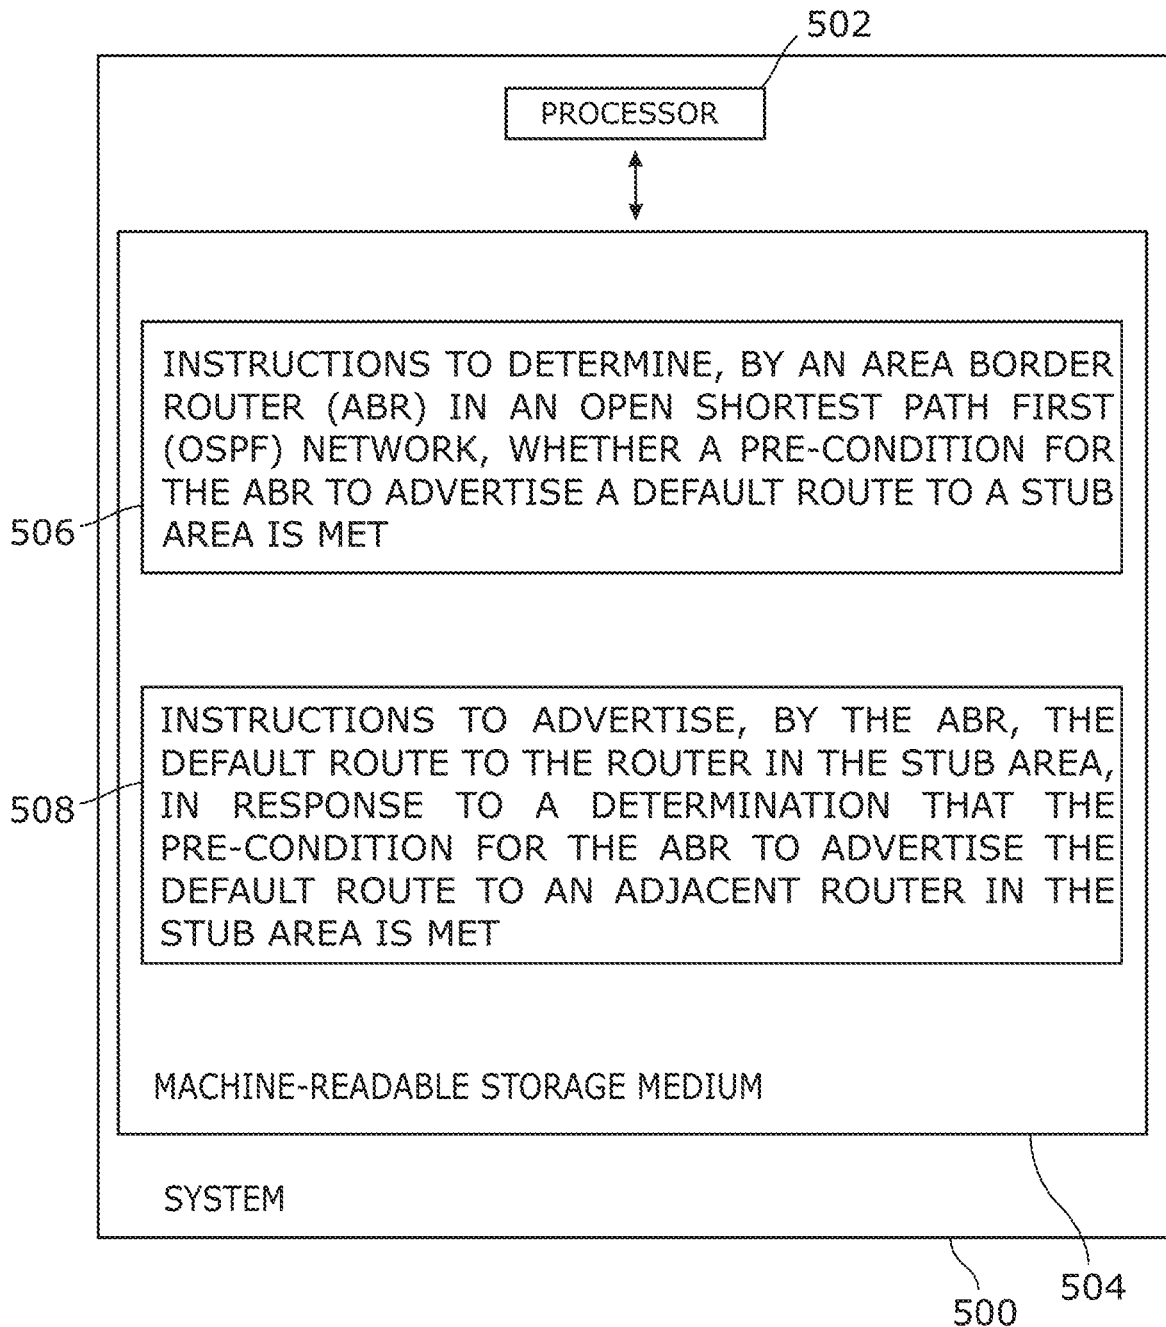 502
PROCESSOR
INSTRUCTIONS TO DETERMINE, BY AN AREA BORDER
ROUTER (ABR) IN AN OPEN SHORTEST PATH FIRST
(OSPF) NETWORK, WHETHER A PRE-CONDITION FOR
THE ABR TO ADVERTISE A DEFAULT ROUTE TO A STUB
AREA IS MET
506
INSTRUCTIONS TO ADVERTISE, BY THE ABR, THE
DEFAULT ROUTE TO THE ROUTER IN THE STUB AREA,
IN RESPONSE TO A DETERMINATION THAT THE
PRE-CONDITION FOR THE ABR TO ADVERTISE THE
DEFAULT ROUTE TO AN ADJACENT ROUTER IN THE
STUB AREA IS MET
508
MACHINE-READABLE STORAGE MEDIUM
SYSTEM
504
500